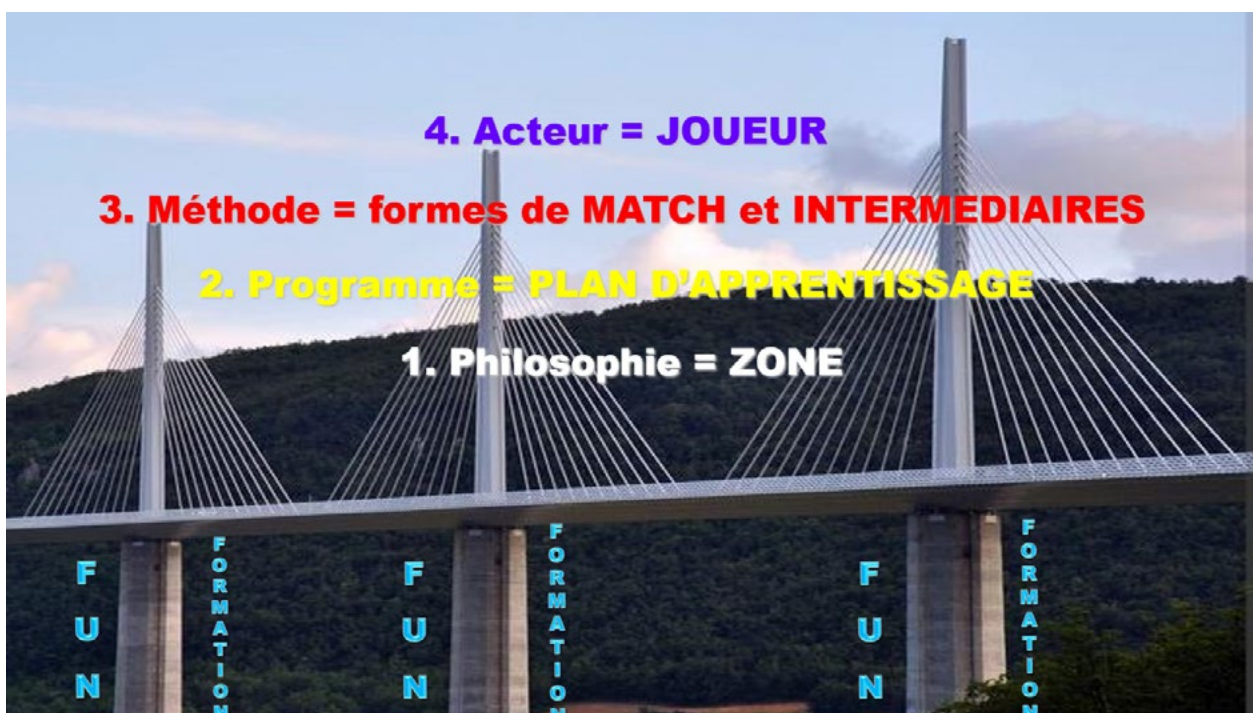 4. Acteur = JOUEUR
3. Méthode = formes de MATCH et INTERMEDIAIRES
2. Programme = PLAN D'APPRENTISSAGE
1. Philosophie = ZONE
FUN
FORMATION
FUN
FORMATION
FUN
FORMATION